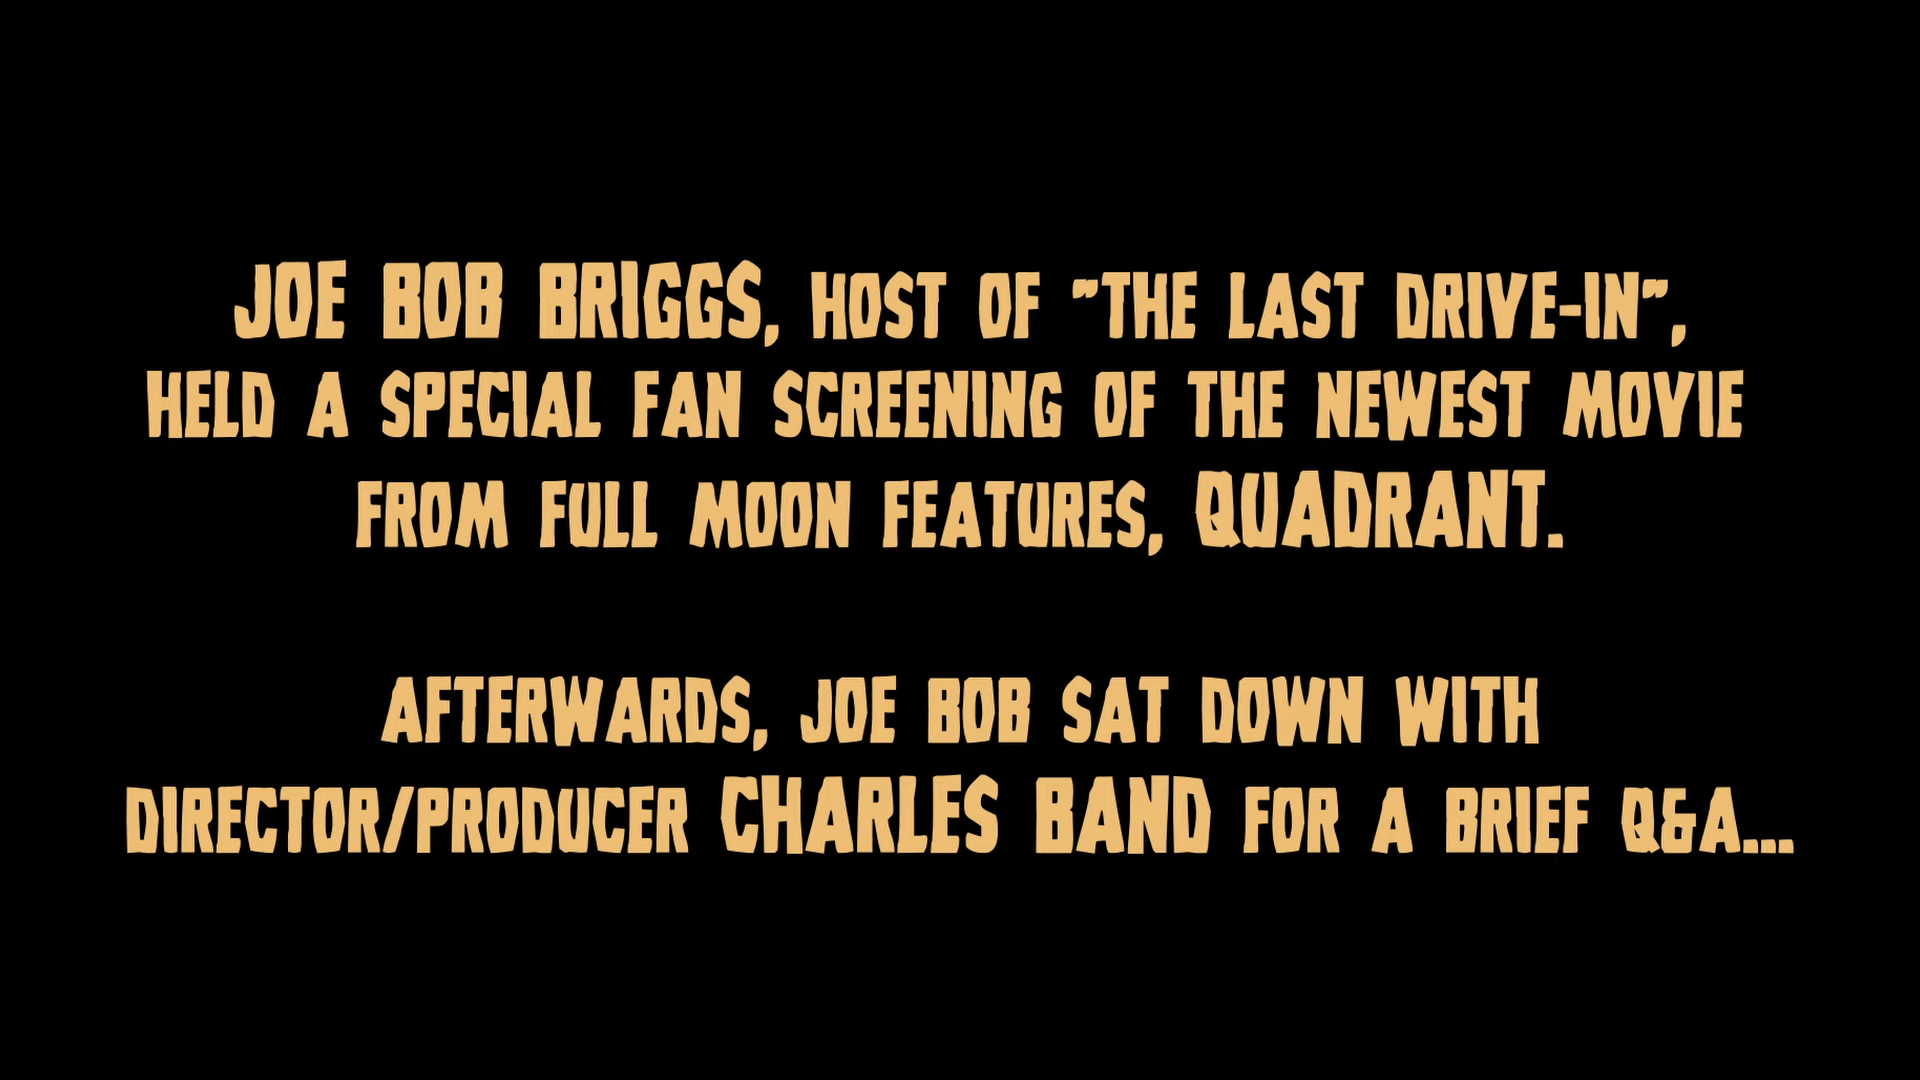 JOE BOB BRIGGS, HOST OF "THE LAST DRIVE-IN",
HELD A SPECIAL FAN SCREENING OF THE NEWEST MOVIE
FROM FULL MOON FEATURES, QUADRANT.
AFTERWARDS, JOE BOB SAT DOWN WITH
DIRECTOR/PRODUCER CHARLES BAND FOR A BRIEF Q&A...